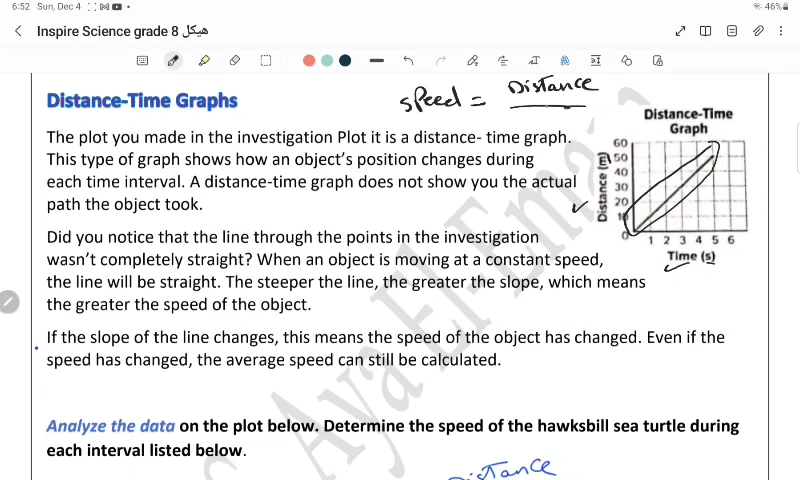 6:52 Sun, Dec 4
46%
Inspire Science grade 8 هيكل
speed = Distance
Distance-Time Graphs
The plot you made in the investigation Plot it is a distance- time graph.
This type of graph shows how an object's position changes during
each time interval. A distance-time graph does not show you the actual
path the object took.
Distance-Time
Graph
Distance (m)
60
50
40
30
20
10
0
1 2 3 4 5 6
Time (s)
Did you notice that the line through the points in the investigation
wasn't completely straight? When an object is moving at a constant speed,
the line will be straight. The steeper the line, the greater the slope, which means
the greater the speed of the object.
If the slope of the line changes, this means the speed of the object has changed. Even if the
speed has changed, the average speed can still be calculated.
Analyze the data on the plot below. Determine the speed of the hawksbill sea turtle during
each interval listed below.
Distance
Aya El-Emam